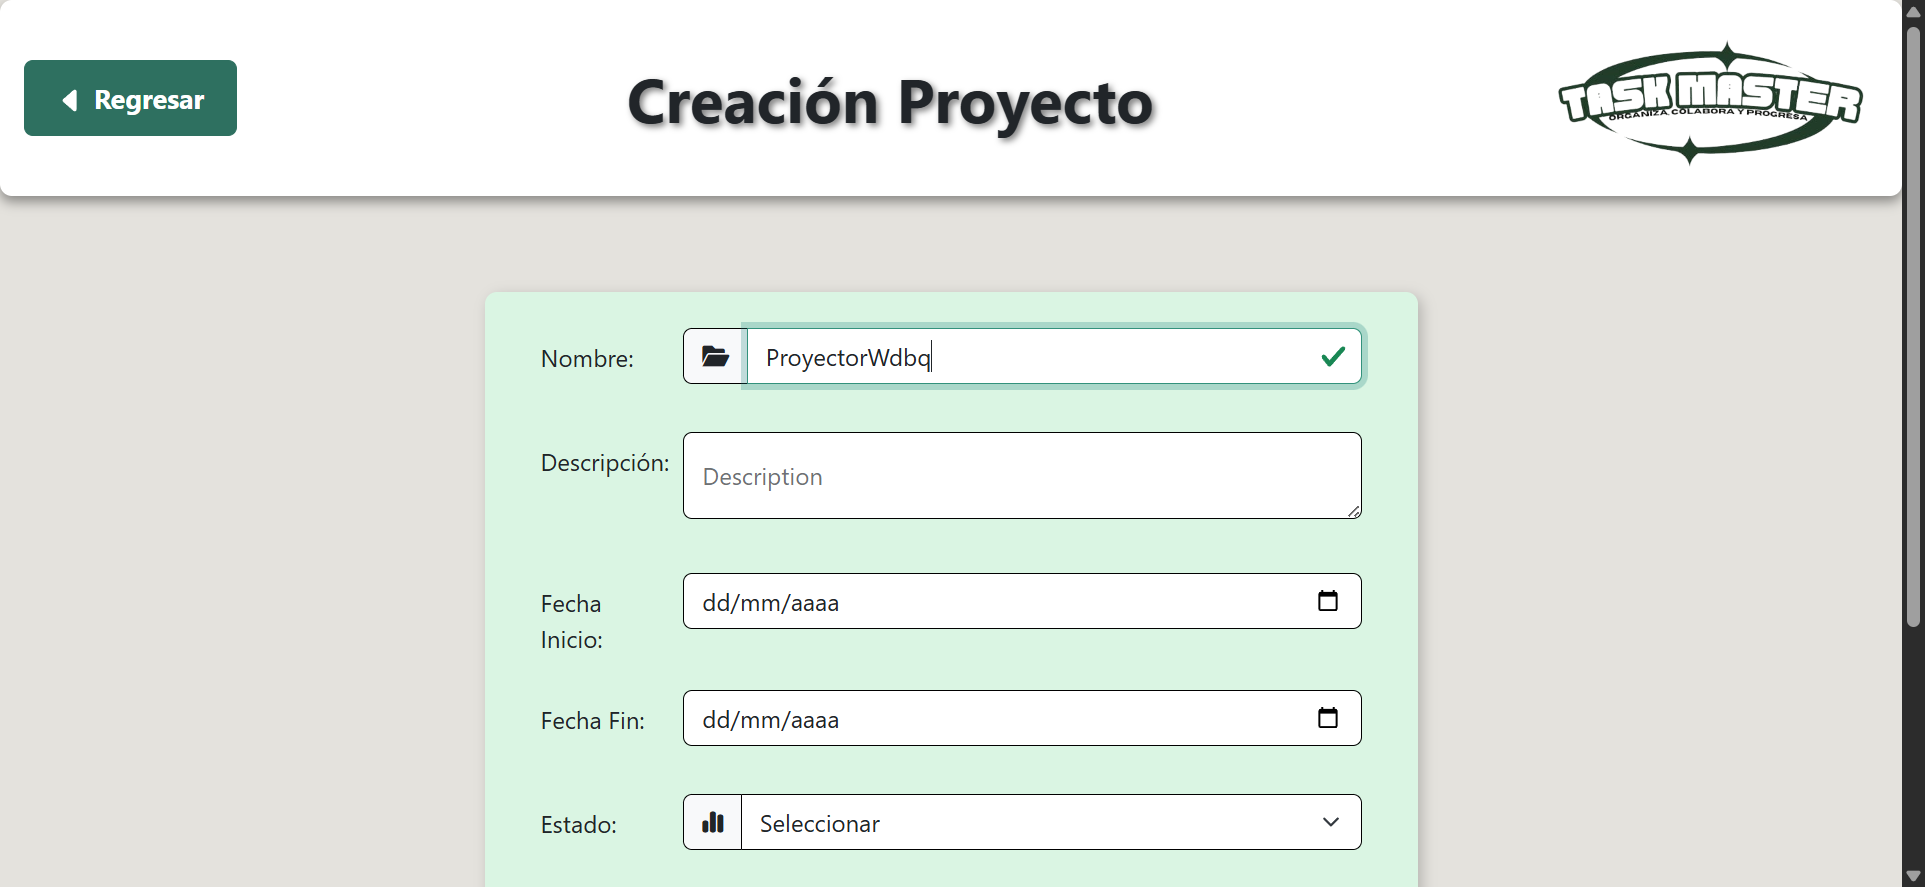 Regresar
Creación Proyecto
TASK MASTER
ORGANIZA, COLABORA Y PROGRESA
Nombre:
ProyectorWdbq
Descripción:
Description
Fecha
Inicio:
dd/mm/aaaa
Fecha Fin:
dd/mm/aaaa
Estado:
Seleccionar